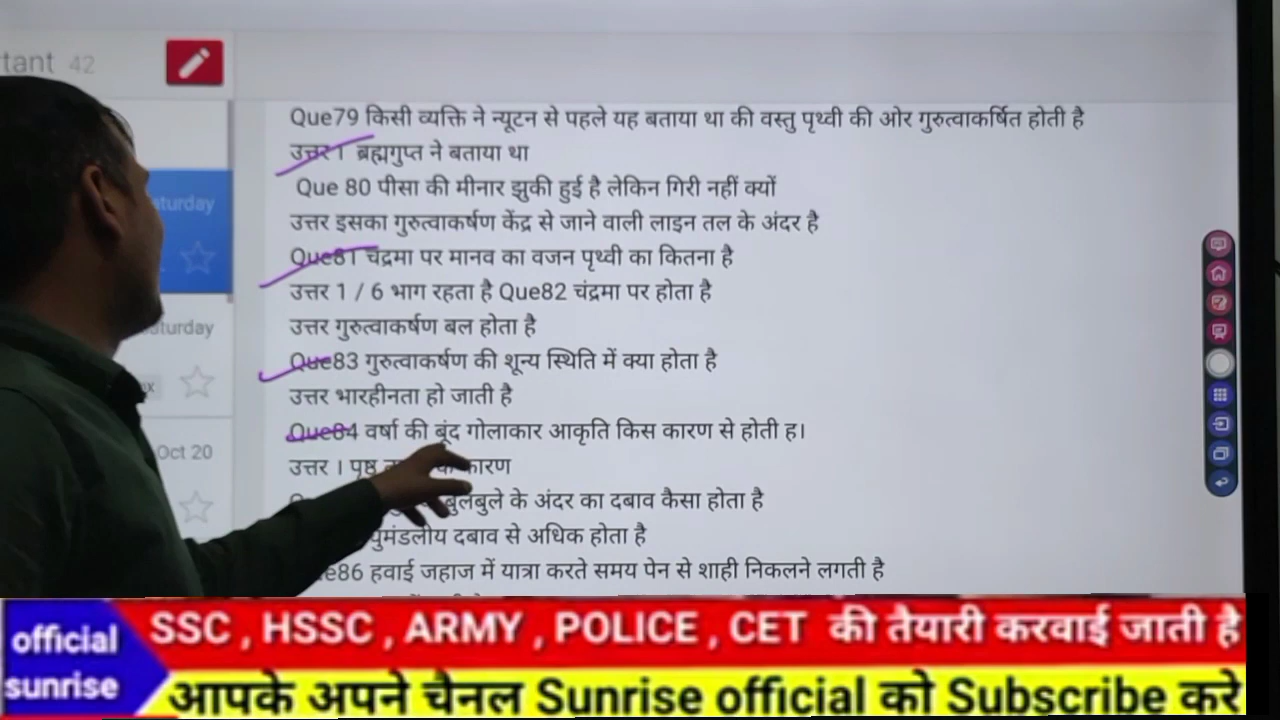 tant 42
Que79 किसी व्यक्ति ने न्यूटन से पहले यह बताया था की वस्तु पृथ्वी की ओर गुरुत्वाकर्षित होती है
उत्तर । ब्रह्मगुप्त ने बताया था
Que 80 पीसा की मीनार झुकी हुई है लेकिन गिरी नहीं क्यों
उत्तर इसका गुरुत्वाकर्षण केंद्र से जाने वाली लाइन तल के अंदर है
Que81 चंद्रमा पर मानव का वजन पृथ्वी का कितना है
उत्तर 1 / 6 भाग रहता है Que82 चंद्रमा पर होता है
उत्तर गुरुत्वाकर्षण बल होता है
Que83 गुरुत्वाकर्षण की शून्य स्थिति में क्या होता है
उत्तर भारहीनता हो जाती है
Que84 वर्षा की बूंद गोलाकार आकृति किस कारण से होती ह।
उत्तर । पृष्ठ कारण
बुलबुले के अंदर का दबाव कैसा होता है
युमंडलीय दबाव से अधिक होता है
e86 हवाई जहाज में यात्रा करते समय पेन से शाही निकलने लगती है
aturday
aturday
Oct 20
official
sunrise
SSC , HSSC , ARMY , POLICE , CET की तैयारी करवाई जाती है
आपके अपने चैनल Sunrise official को Subscribe करे